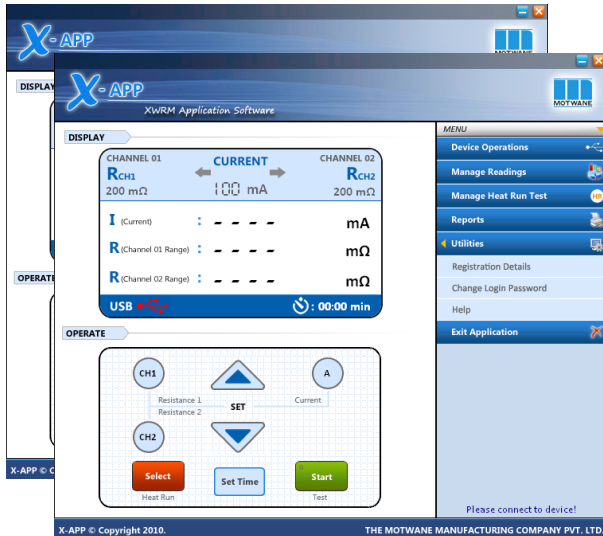 X - APP
DISPLAY
OPERATE
X-APP © C
X - APP
XWRM Application Software
MOTWANE
DISPLAY
CHANNEL 01 CURRENT CHANNEL 02
RCH1 RCH2
200 mΩ 100 mA 200 mΩ
I (Current) : - - - - mA
R (Channel 01 Range) : - - - - mΩ
R (Channel 02 Range) : - - - - mΩ
USB : 00:00 min
OPERATE
CH1 A
Resistance 1 SET Current
Resistance 2
CH2
Select Set Time Start
Heat Run Test
MENU
Device Operations
Manage Readings
Manage Heat Run Test HR
Reports
Utilities
Registration Details
Change Login Password
Help
Exit Application
Please connect to device!
X-APP © Copyright 2010. THE MOTWANE MANUFACTURING COMPANY PVT. LTD.